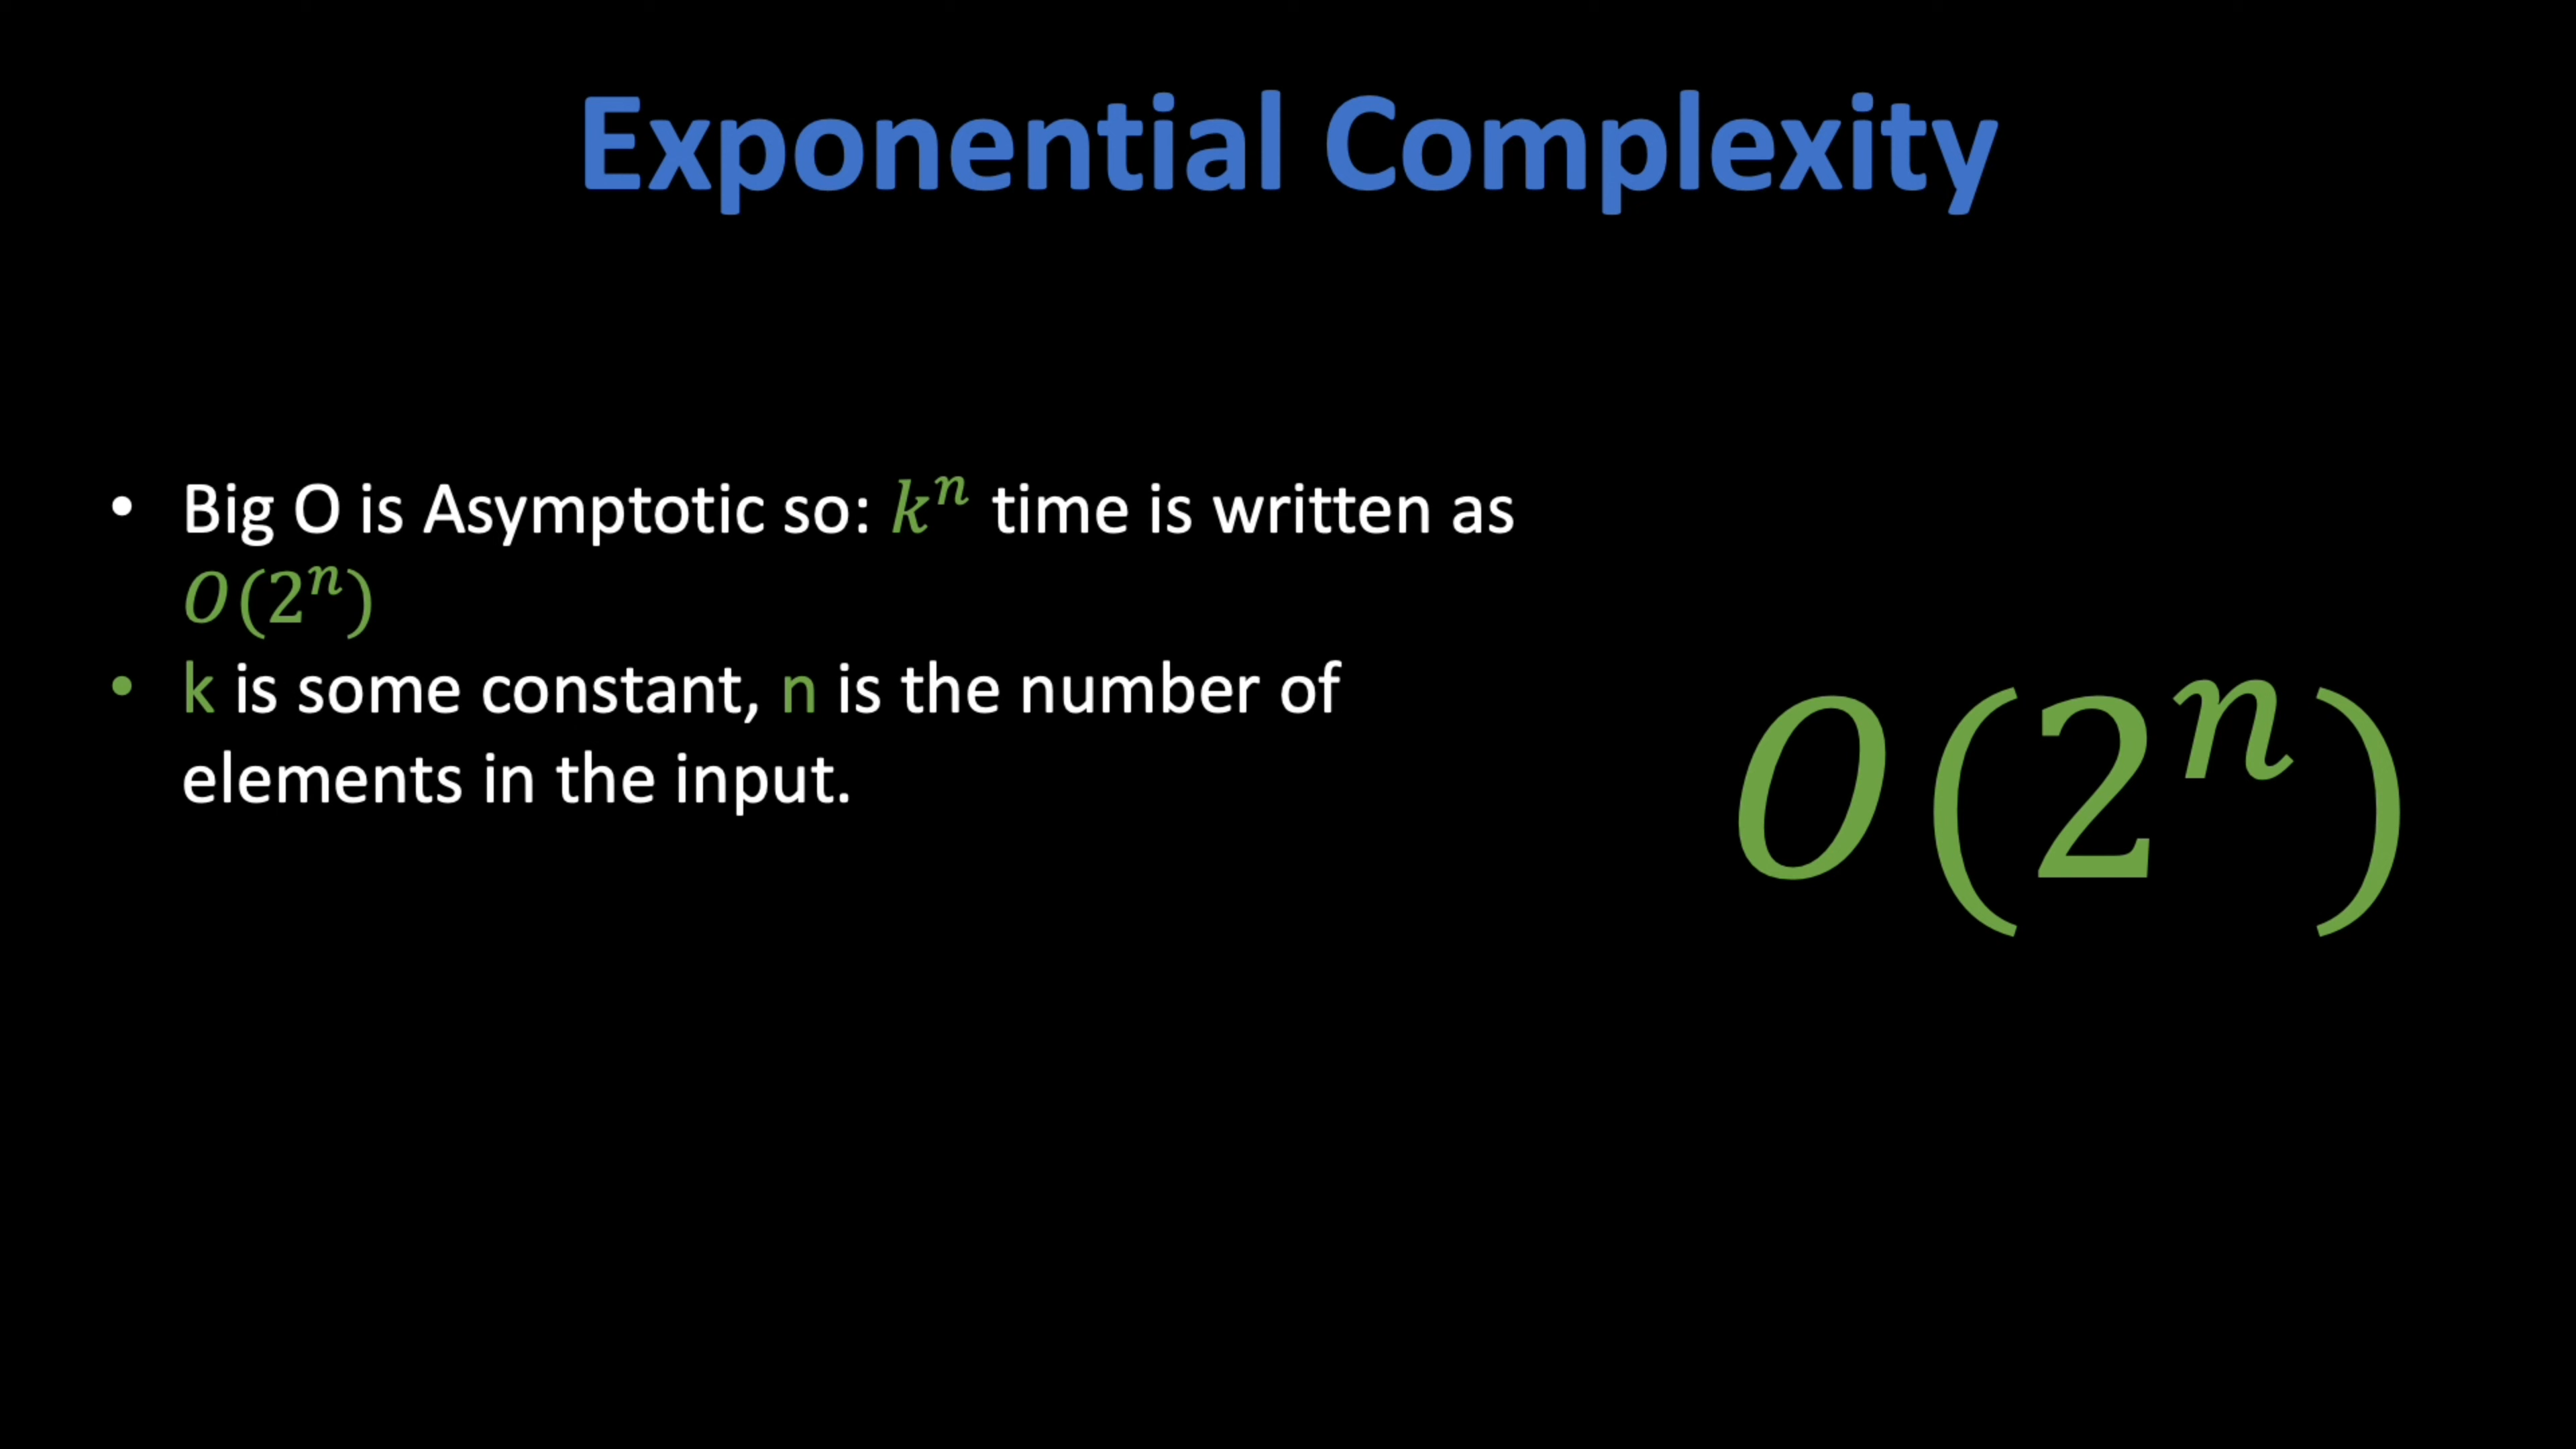 Exponential Complexity
• Big O is Asymptotic so: kⁿ time is written as
O(2ⁿ)
• k is some constant, n is the number of
elements in the input.
O(2ⁿ)